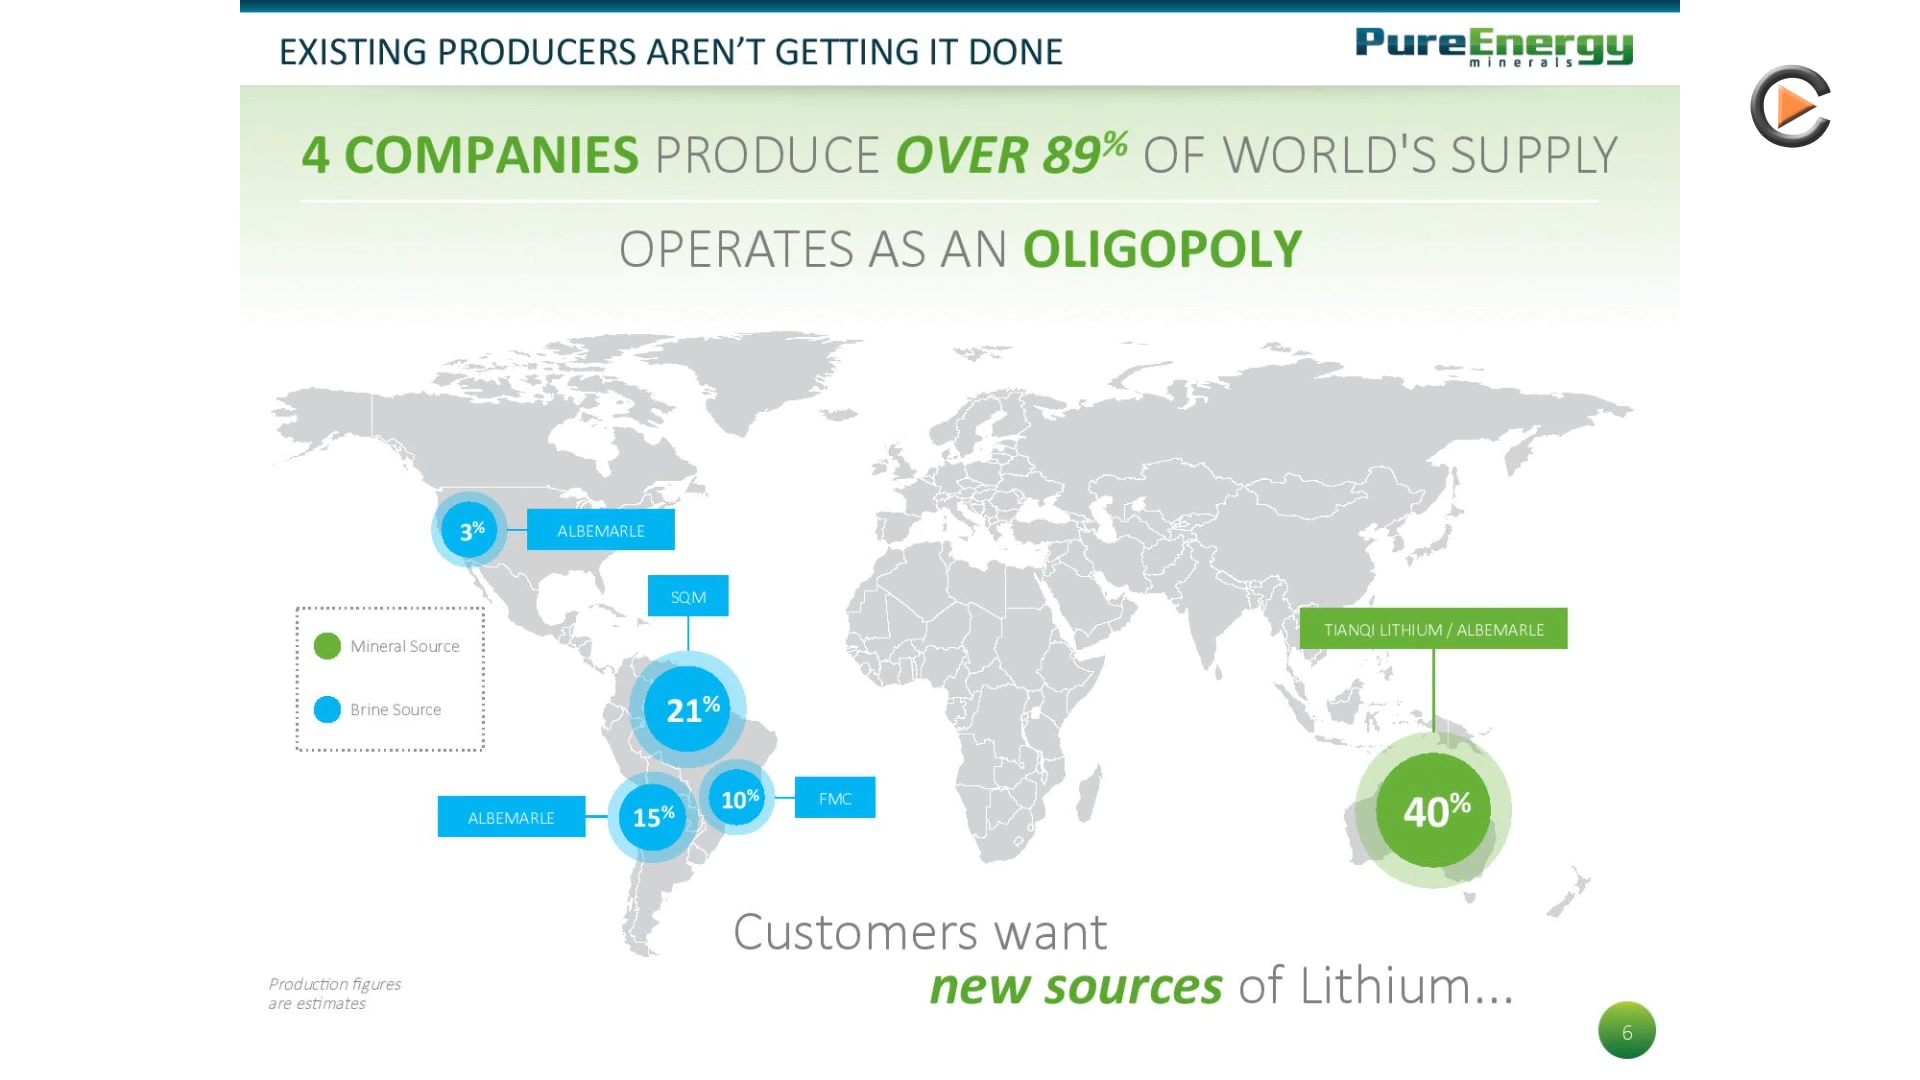 EXISTING PRODUCERS AREN’T GETTING IT DONE
PureEnergy
minerals
4 COMPANIES PRODUCE OVER 89% OF WORLD'S SUPPLY
OPERATES AS AN OLIGOPOLY
3%
ALBEMARLE
SQM
Mineral Source
Brine Source
21%
TIANQI LITHIUM / ALBEMARLE
10%
FMC
ALBEMARLE
15%
40%
Customers want
new sources of Lithium...
Production figures
are estimates
6